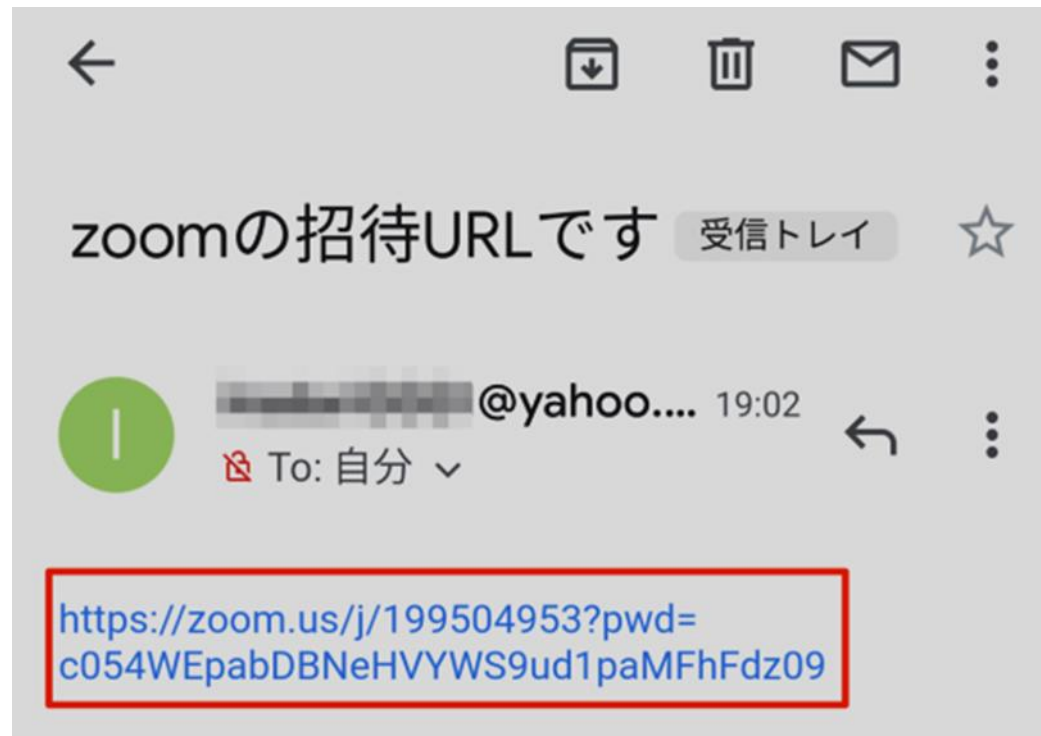 zoomの招待URLです 受信トレイ
@yahoo.... 19:02
To: 自分
https://zoom.us/j/199504953?pwd=
c054WEpabDBNeHVYWS9ud1paMFhFdz09